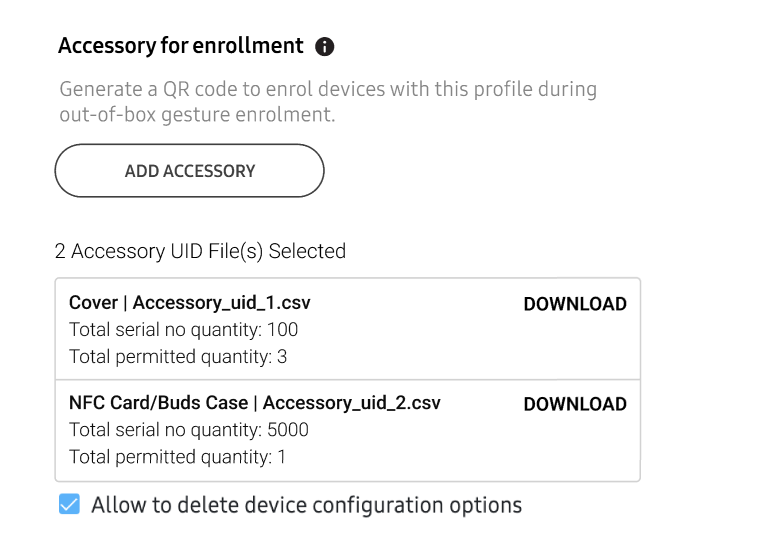 Accessory for enrollment
Generate a QR code to enrol devices with this profile during
out-of-box gesture enrolment.
ADD ACCESSORY
2 Accessory UID File(s) Selected
Cover | Accessory_uid_1.csv
DOWNLOAD
Total serial no quantity: 100
Total permitted quantity: 3
NFC Card/Buds Case | Accessory_uid_2.csv
DOWNLOAD
Total serial no quantity: 5000
Total permitted quantity: 1
Allow to delete device configuration options